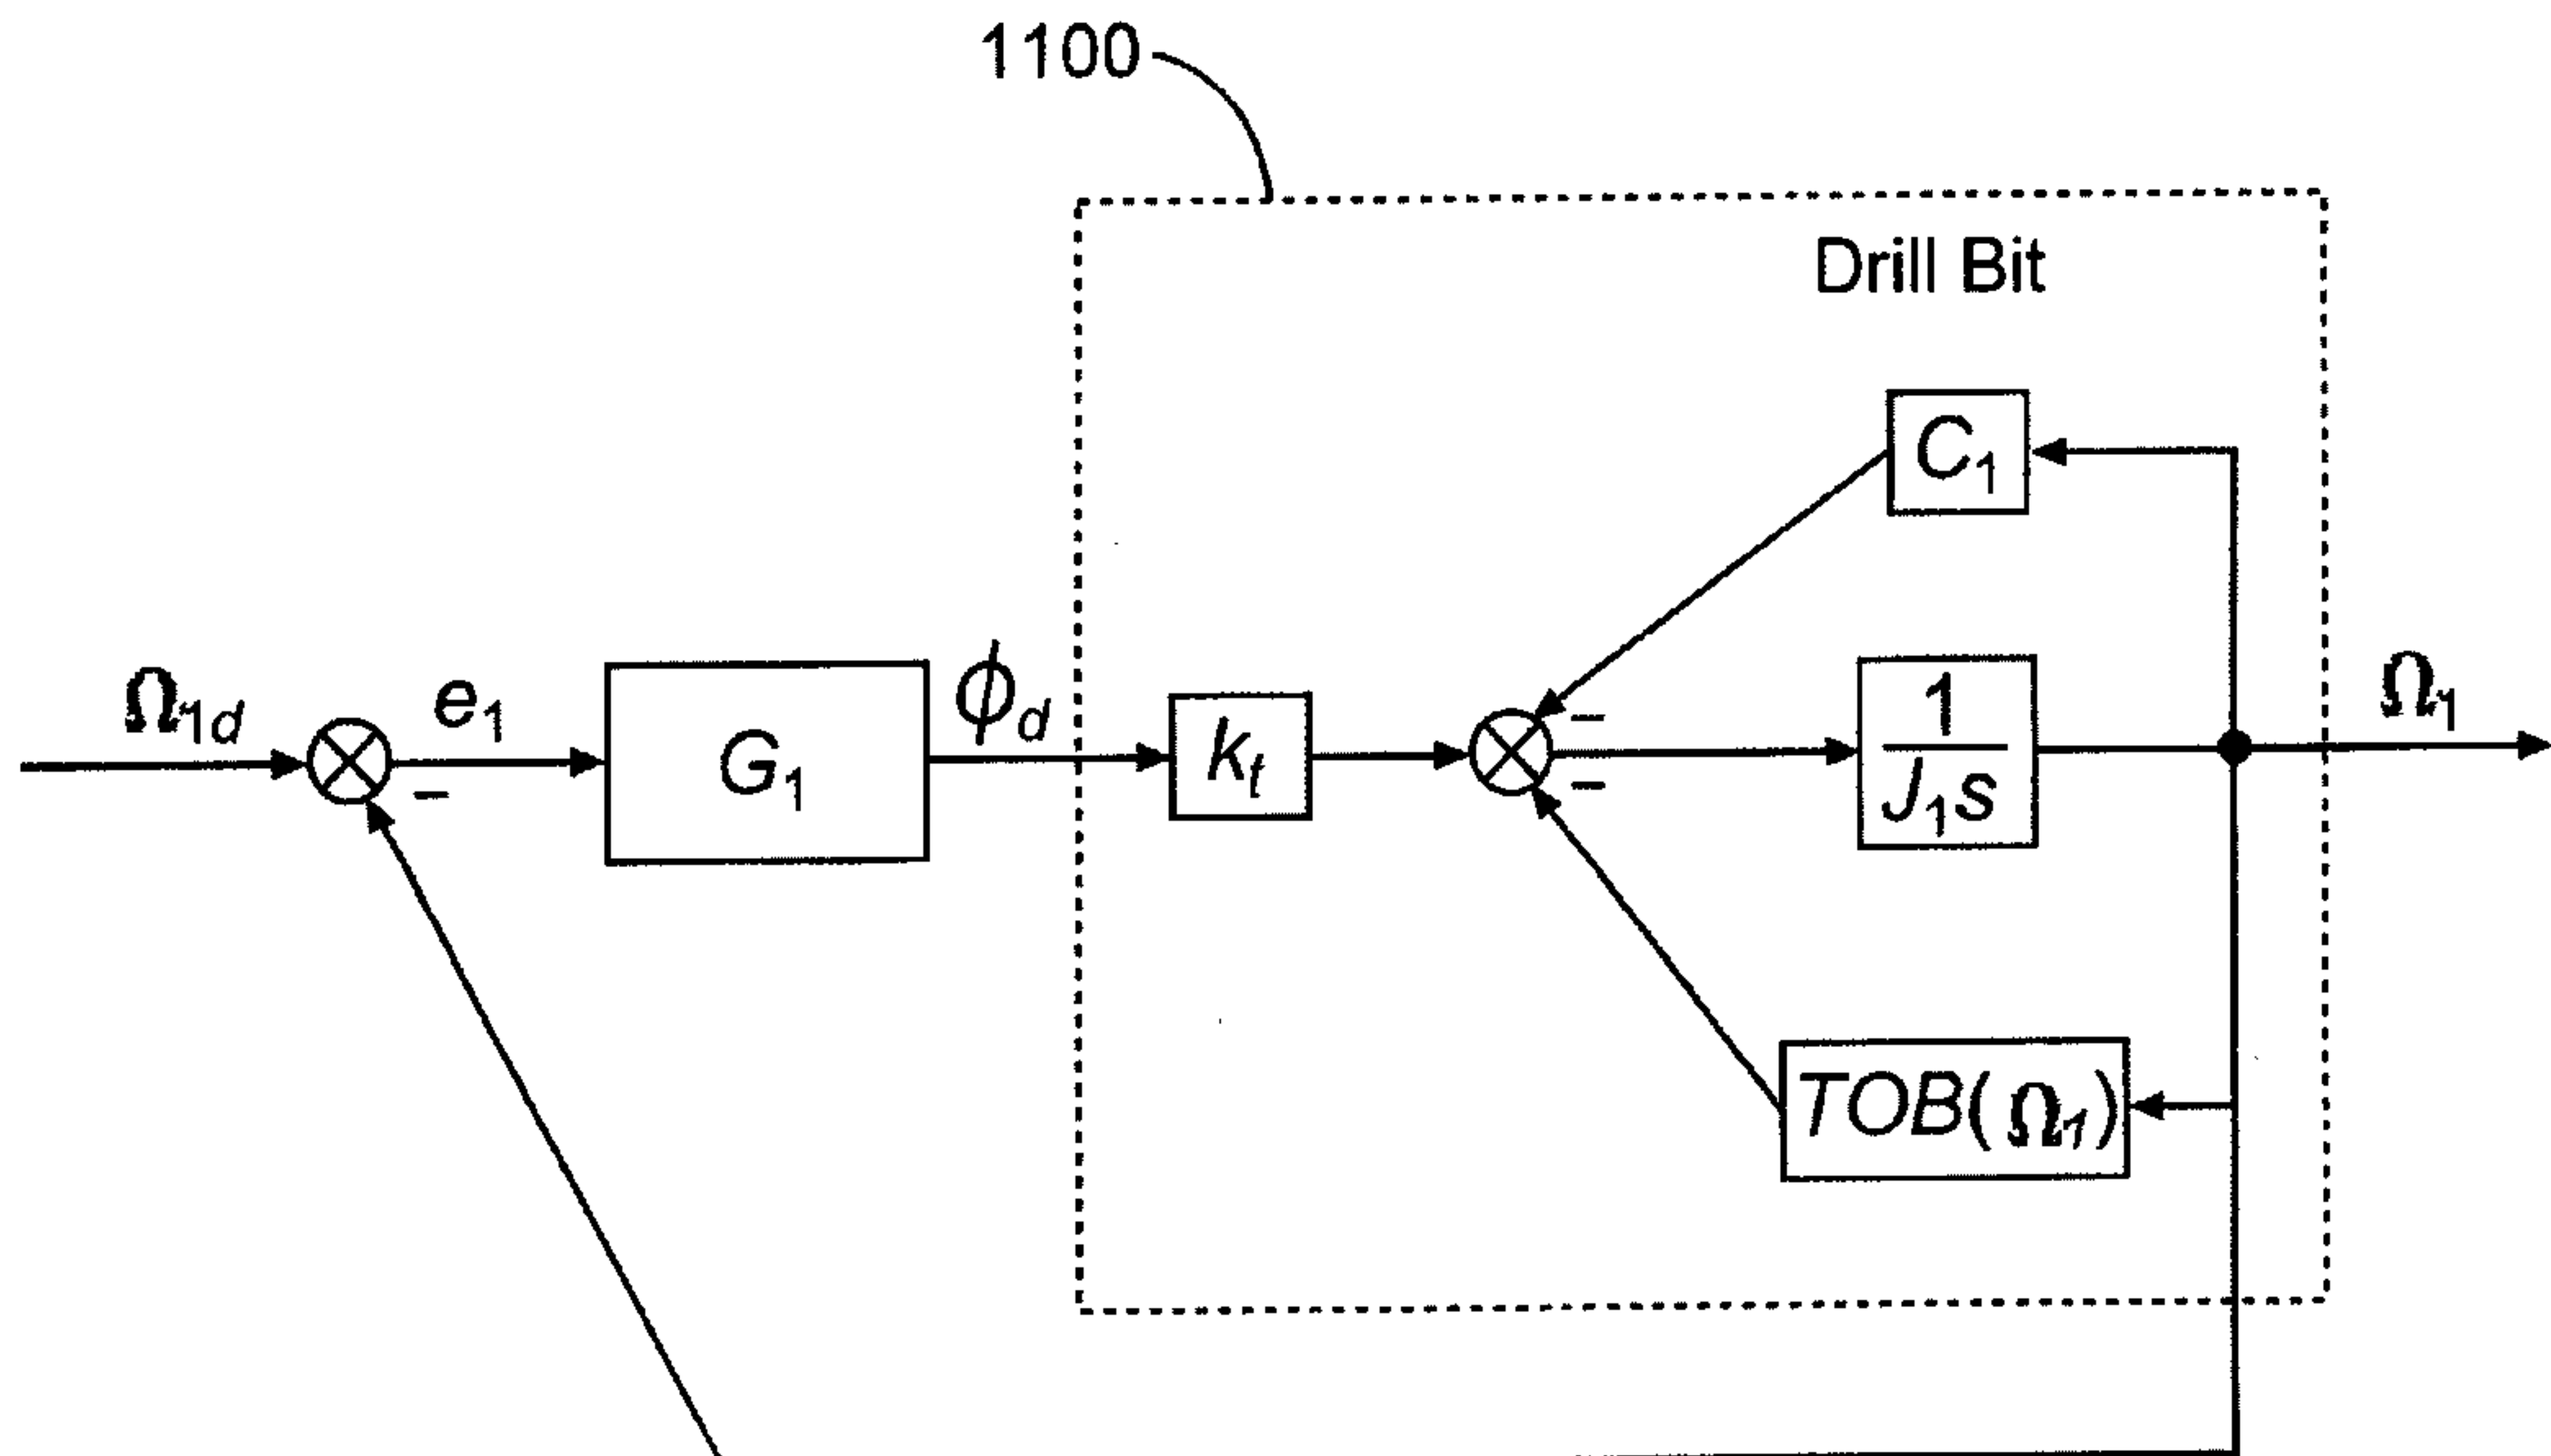 1100
Drill Bit
C₁
Ω₁d
e₁
G₁
ϕd
kt
1
J₁s
Ω₁
−
−
−
TOB(Ω₁)